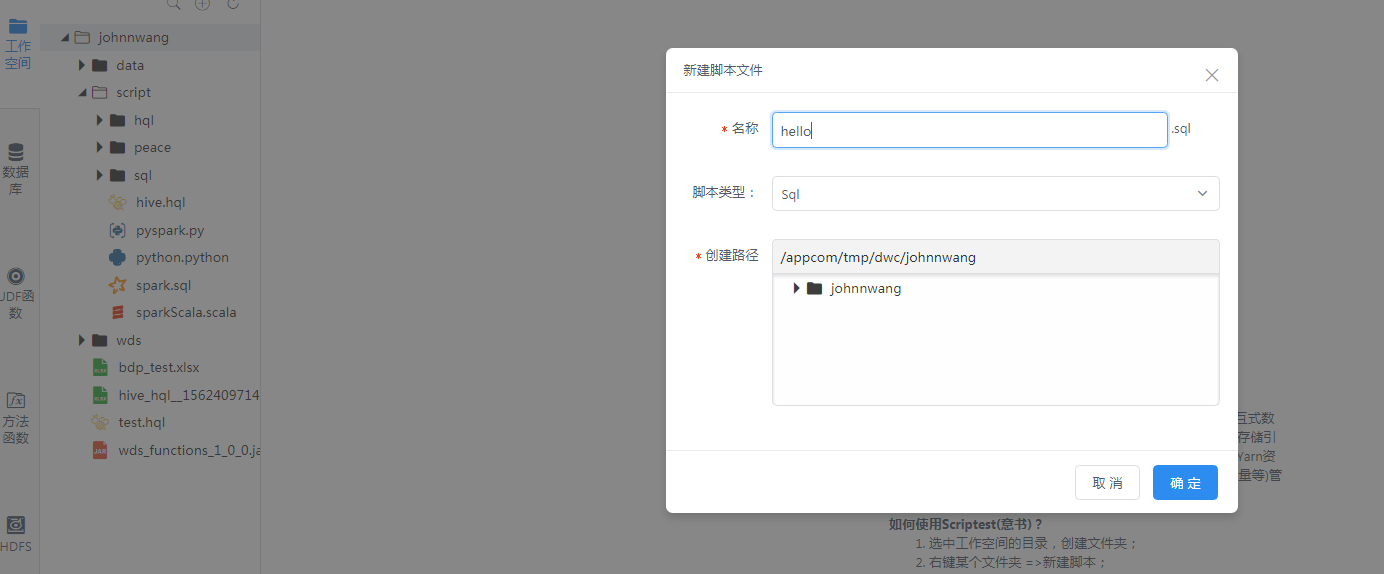 工作
空间
数据
库
UDF函
数
方法
函数
HDFS
johnnwang
data
script
hql
peace
sql
hive.hql
pyspark.py
python.python
spark.sql
sparkScala.scala
wds
bdp_test.xlsx
hive_hql__1562409714
test.hql
wds_functions_1_0_0.ja
新建脚本文件
* 名称
hello
.sql
脚本类型：
Sql
* 创建路径
/appcom/tmp/dwc/johnnwang
johnnwang
取 消
确 定
互式数
存储引
Yarn资
量等)管
如何使用Scriptest(意书)？
1. 选中工作空间的目录，创建文件夹；
2. 右键某个文件夹 =>新建脚本；